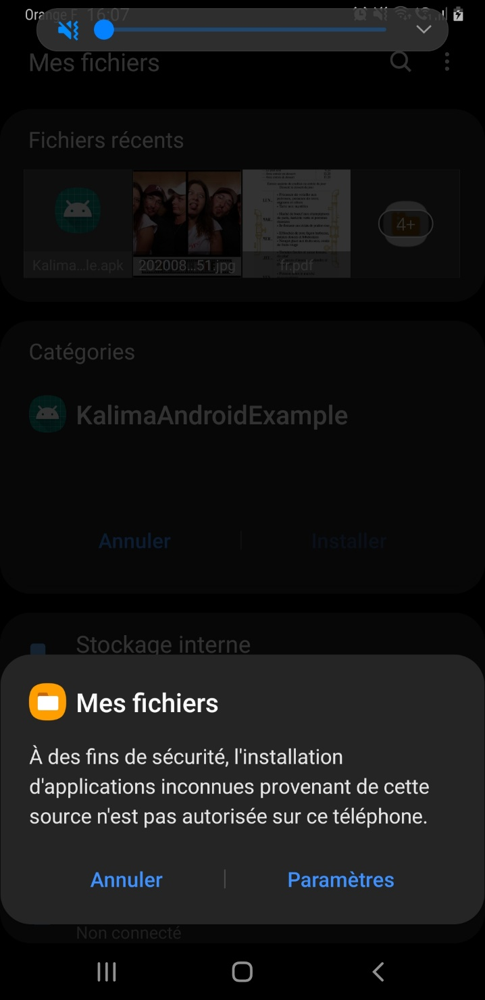 Orange F 16:07
Mes fichiers
Fichiers récents
4+
Kalima...le.apk
202008...51.jpg
fr.pdf
Catégories
KalimaAndroidExample
Annuler
Installer
Stockage interne
Mes fichiers
À des fins de sécurité, l'installation
d'applications inconnues provenant de cette
source n'est pas autorisée sur ce téléphone.
Annuler
Paramètres
Non connecté